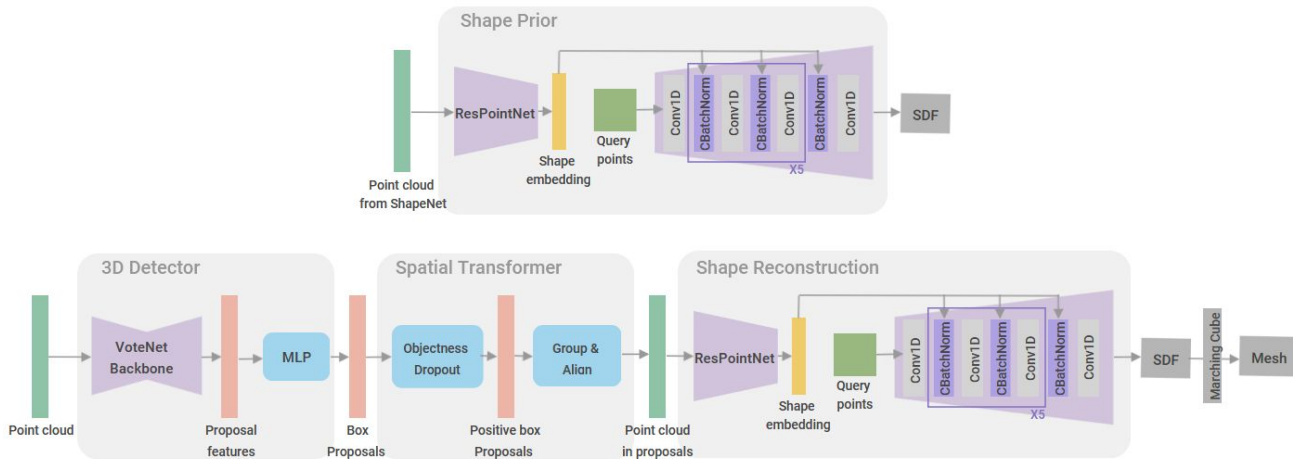 Shape Prior
ResPointNet
Conv1D
CBatchNorm
Conv1D
CBatchNorm
Conv1D
CBatchNorm
Conv1D
SDF
X5
Query
points
Shape
embedding
Point cloud
from ShapeNet
3D Detector
Spatial Transformer
Shape Reconstruction
VoteNet
Backbone
MLP
Objectness
Dropout
Group &
Alian
ResPointNet
Conv1D
CBatchNorm
Conv1D
CBatchNorm
Conv1D
CBatchNorm
Conv1D
SDF
Marching Cube
Mesh
X5
Query
points
Shape
embedding
Point cloud
Proposal
features
Box
Proposals
Positive box
Proposals
Point cloud
in proposals